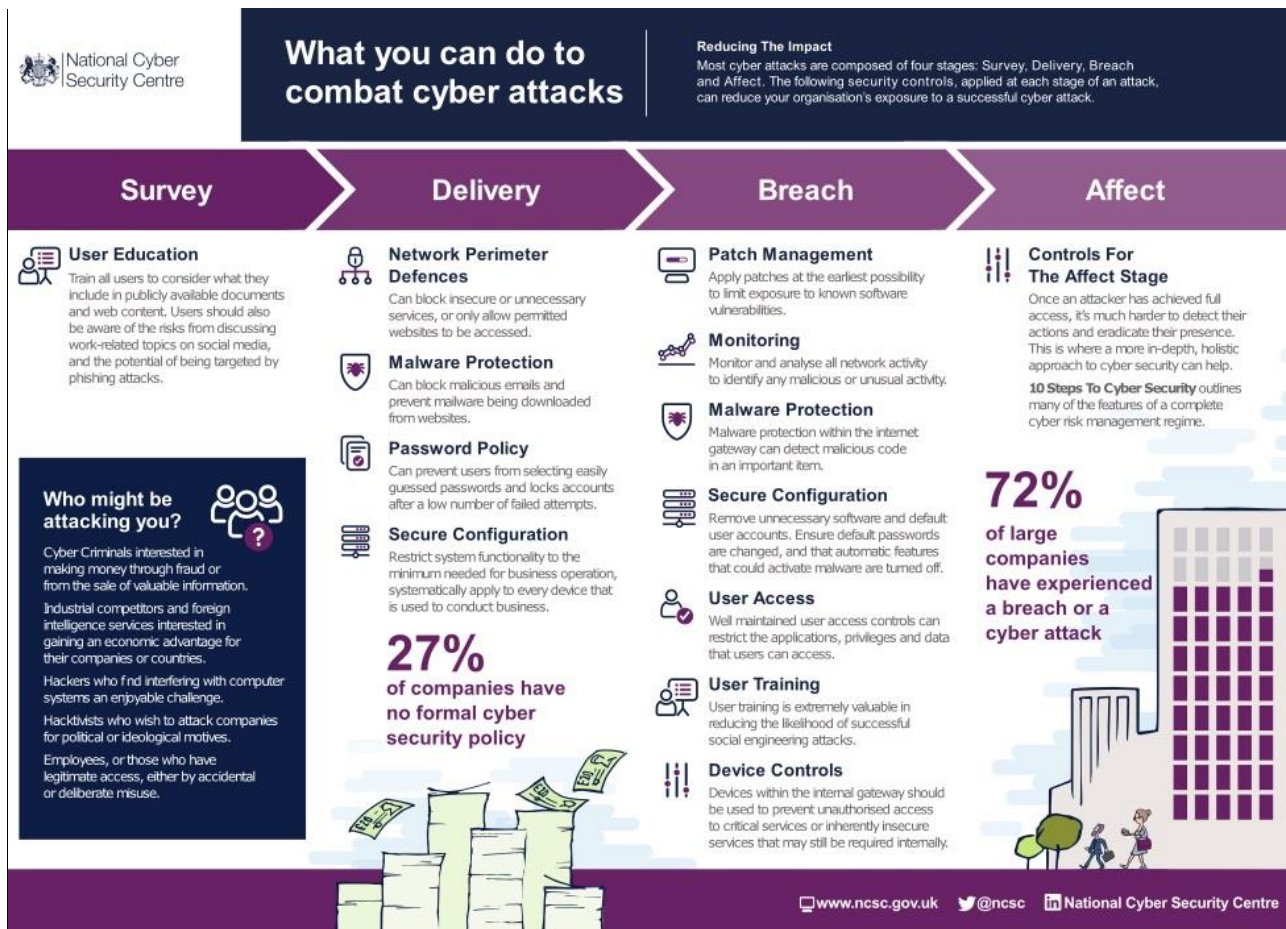 National Cyber
Security Centre
What you can do to
combat cyber attacks
Reducing The Impact
Most cyber attacks are composed of four stages: Survey, Delivery, Breach
and Affect. The following security controls, applied at each stage of an attack,
can reduce your organisation's exposure to a successful cyber attack.
Survey
Delivery
Breach
Affect
User Education
Train all users to consider what they
include in publicly available documents
and web content. Users should also
be aware of the risks from discussing
work-related topics on social media,
and the potential of being targeted by
phishing attacks.
Who might be
attacking you?
?
Cyber Criminals interested in
making money through fraud or
from the sale of valuable information.
Industrial competitors and foreign
intelligence services interested in
gaining an economic advantage for
their companies or countries.
Hackers who f nd interfering with computer
systems an enjoyable challenge.
Hacktivists who wish to attack companies
for political or ideological motives.
Employees, or those who have
legitimate access, either by accidental
or deliberate misuse.
Network Perimeter
Defences
Can block insecure or unnecessary
services, or only allow permitted
websites to be accessed.
Malware Protection
Can block malicious emails and
prevent malware being downloaded
from websites.
Password Policy
Can prevent users from selecting easily
guessed passwords and locks accounts
after a low number of failed attempts.
Secure Configuration
Restrict system functionality to the
minimum needed for business operation,
systematically apply to every device that
is used to conduct business.
27%
of companies have
no formal cyber
security policy
£20
£20
£20
Patch Management
Apply patches at the earliest possibility
to limit exposure to known software
vulnerabilities.
Monitoring
Monitor and analyse all network activity
to identify any malicious or unusual activity.
Malware Protection
Malware protection within the internet
gateway can detect malicious code
in an important item.
Secure Configuration
Remove unnecessary software and default
user accounts. Ensure default passwords
are changed, and that automatic features
that could activate malware are turned off.
User Access
Well maintained user access controls can
restrict the applications, privileges and data
that users can access.
User Training
User training is extremely valuable in
reducing the likelihood of successful
social engineering attacks.
Device Controls
Devices within the internal gateway should
be used to prevent unauthorised access
to critical services or inherently insecure
services that may still be required internally.
Controls For
The Affect Stage
Once an attacker has achieved full
access, it's much harder to detect their
actions and eradicate their presence.
This is where a more in-depth, holistic
approach to cyber security can help.
10 Steps To Cyber Security outlines
many of the features of a complete
cyber risk management regime.
72%
of large
companies
have experienced
a breach or a
cyber attack
www.ncsc.gov.uk @ncsc in National Cyber Security Centre